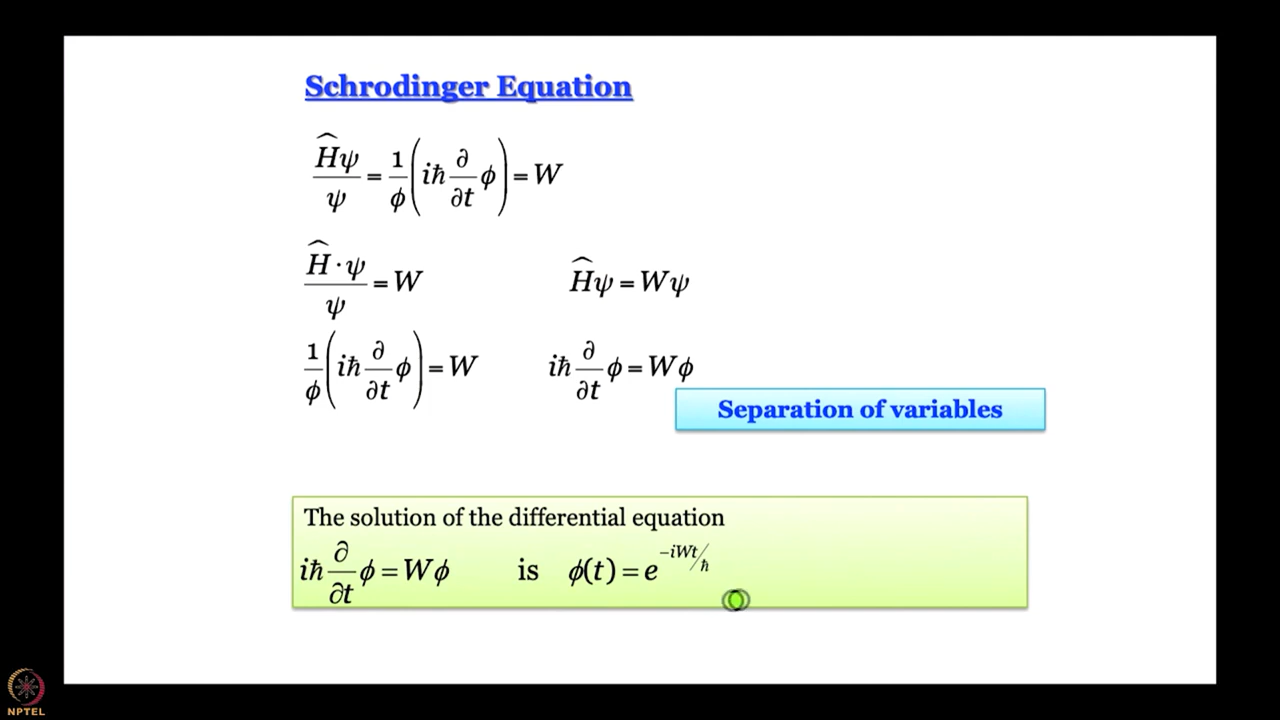 Schrodinger Equation
Ĥψ/ψ = 1/ϕ (iħ ∂/∂t ϕ) = W
Ĥ·ψ/ψ = W Ĥψ = Wψ
1/ϕ (iħ ∂/∂t ϕ) = W iħ ∂/∂t ϕ = Wϕ
Separation of variables
The solution of the differential equation
iħ ∂/∂t ϕ = Wϕ is ϕ(t) = e^(-iWt/ħ)
NPTEL